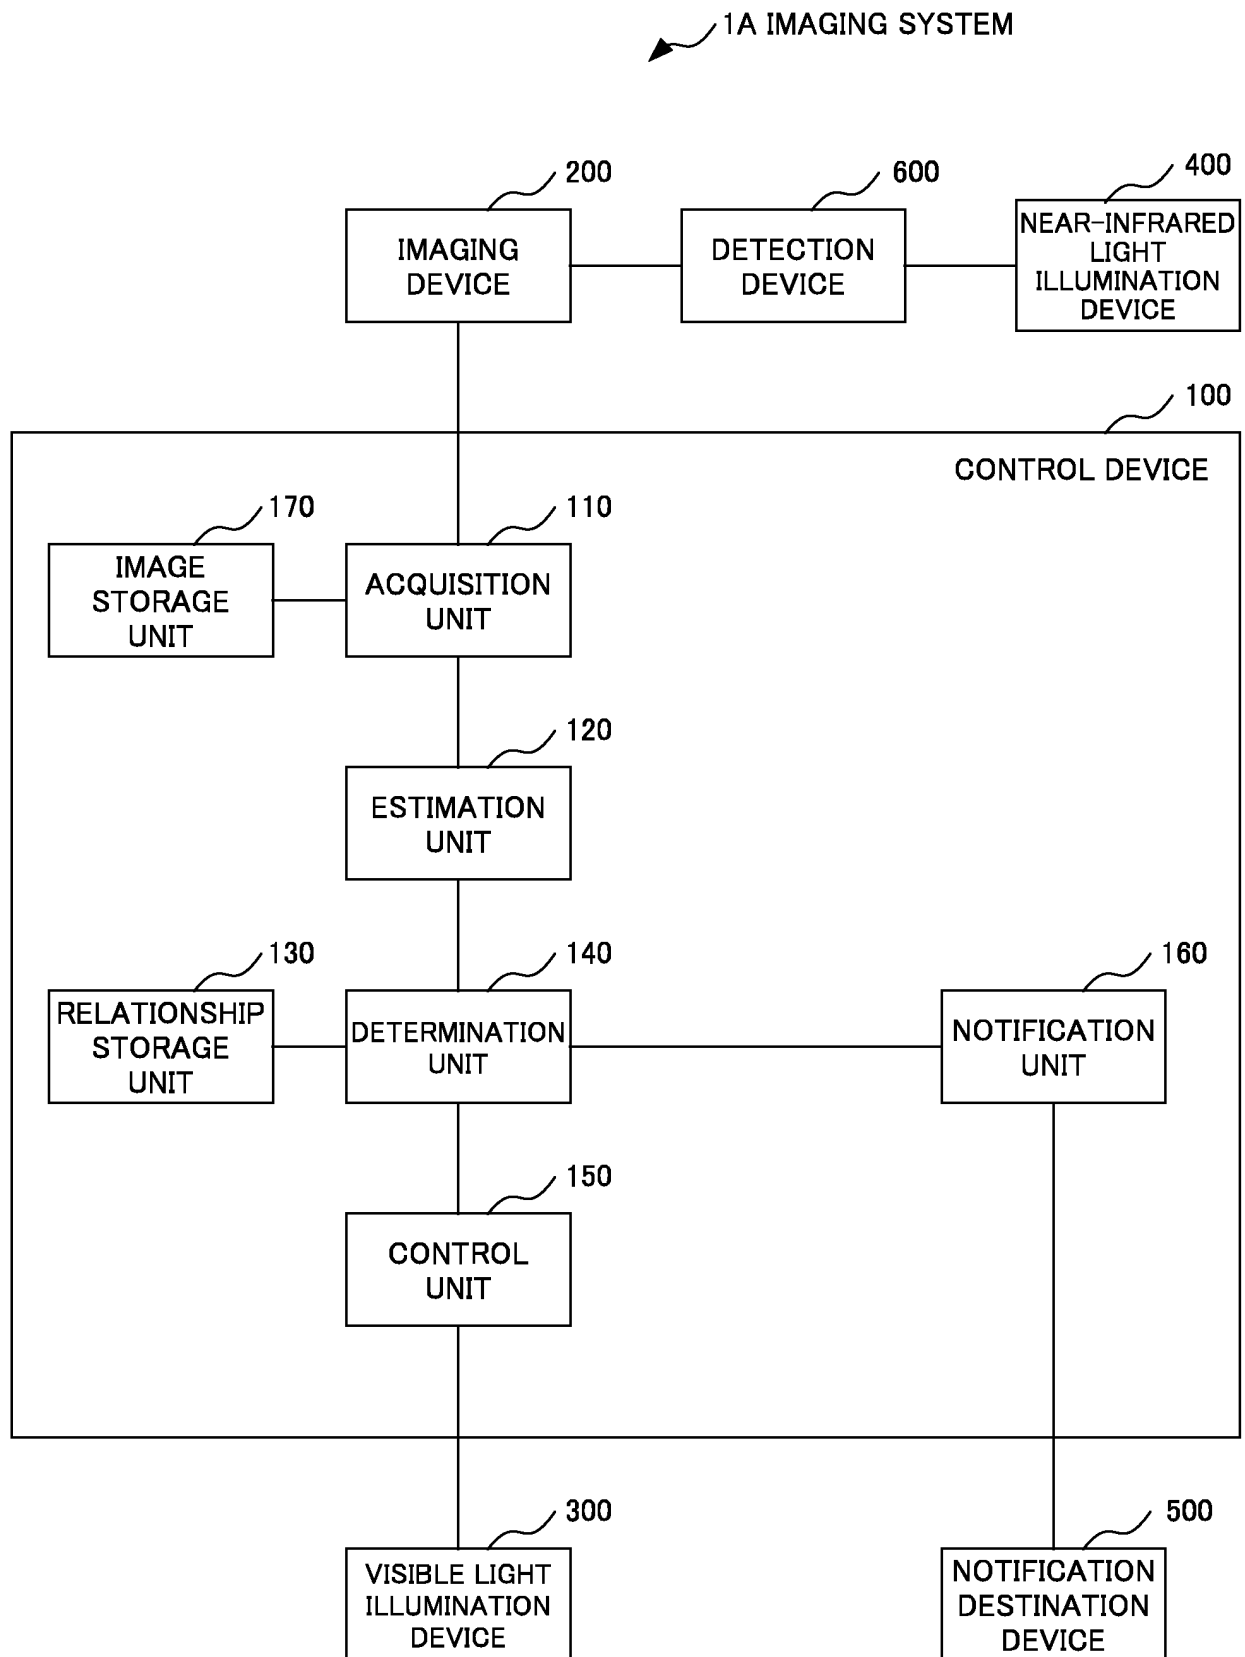 1A IMAGING SYSTEM
200
600
400
IMAGING
DEVICE
DETECTION
DEVICE
NEAR-INFRARED
LIGHT
ILLUMINATION
DEVICE
100
CONTROL DEVICE
170
110
IMAGE
STORAGE
UNIT
ACQUISITION
UNIT
120
ESTIMATION
UNIT
130
140
160
RELATIONSHIP
STORAGE
UNIT
DETERMINATION
UNIT
NOTIFICATION
UNIT
150
CONTROL
UNIT
300
500
VISIBLE LIGHT
ILLUMINATION
DEVICE
NOTIFICATION
DESTINATION
DEVICE